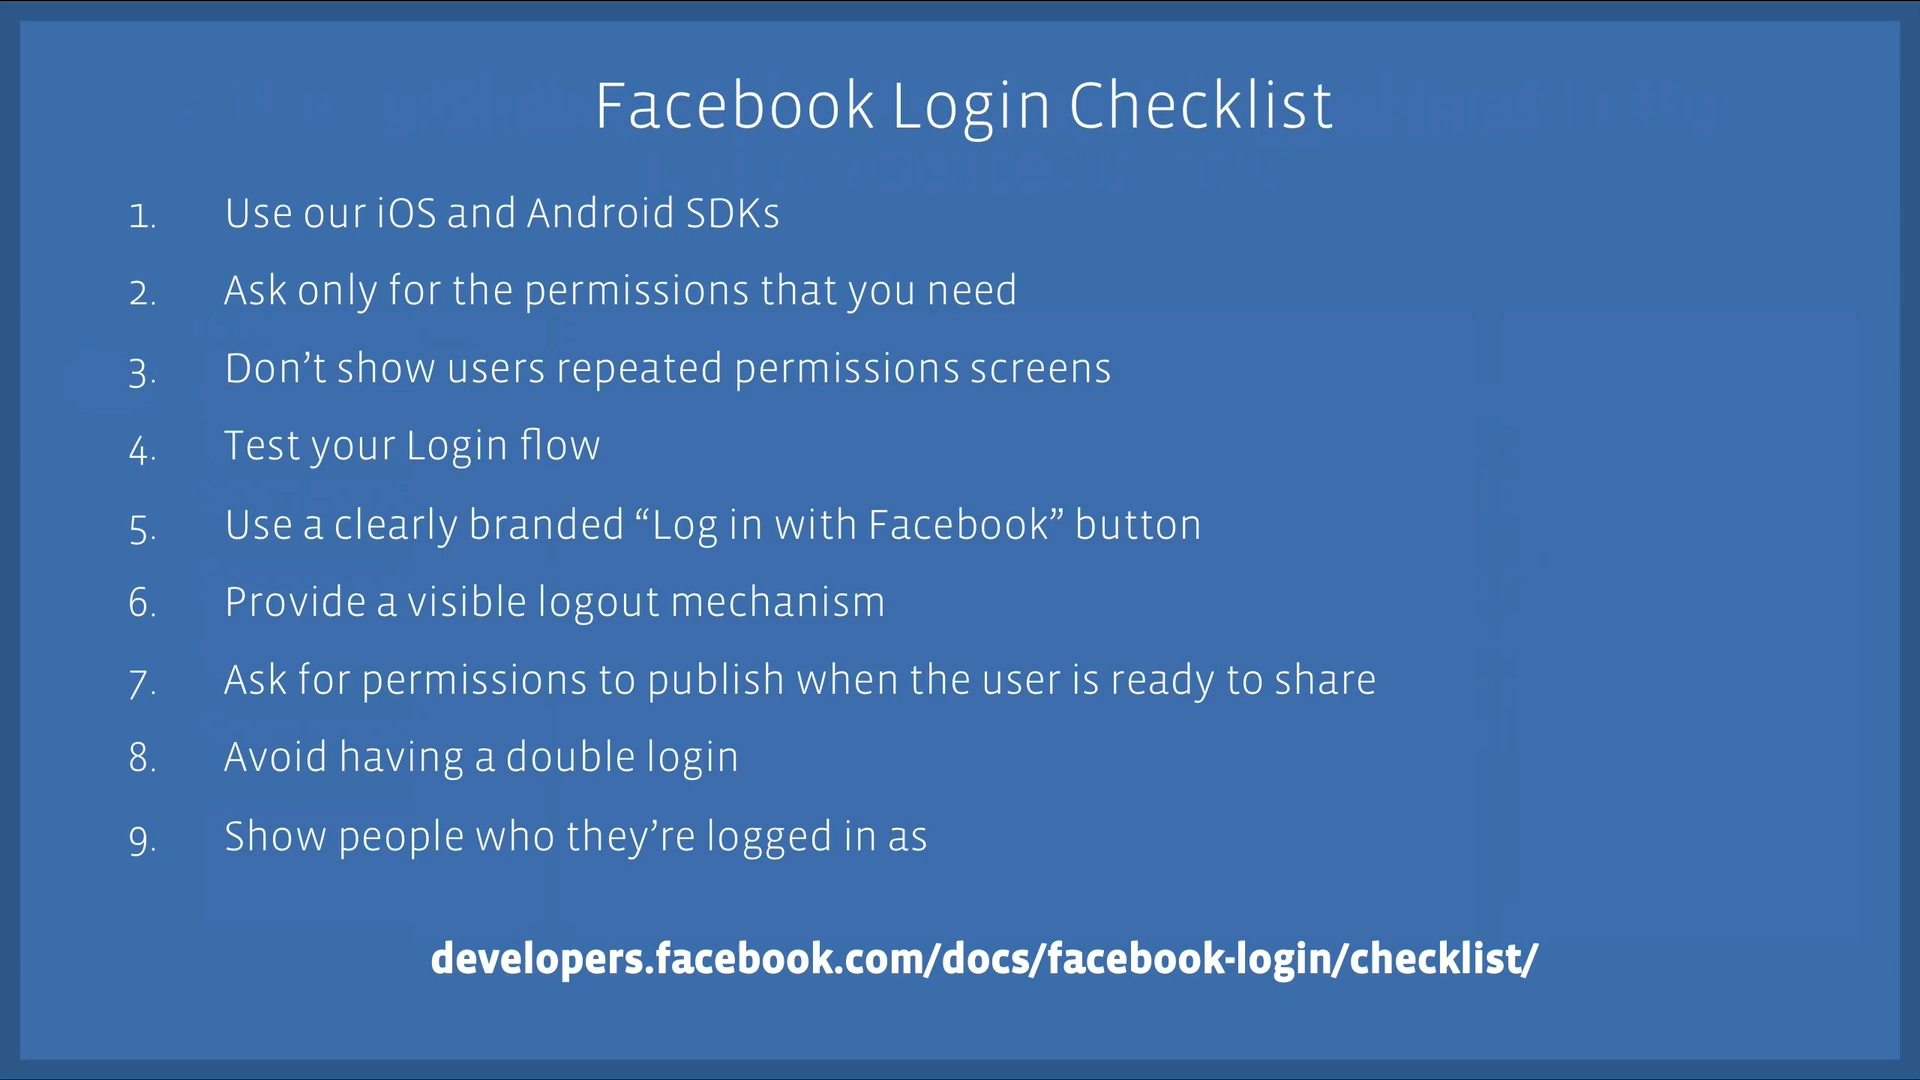 Facebook Login Checklist
1. Use our iOS and Android SDKs
2. Ask only for the permissions that you need
3. Don’t show users repeated permissions screens
4. Test your Login flow
5. Use a clearly branded “Log in with Facebook” button
6. Provide a visible logout mechanism
7. Ask for permissions to publish when the user is ready to share
8. Avoid having a double login
9. Show people who they’re logged in as
developers.facebook.com/docs/facebook-login/checklist/